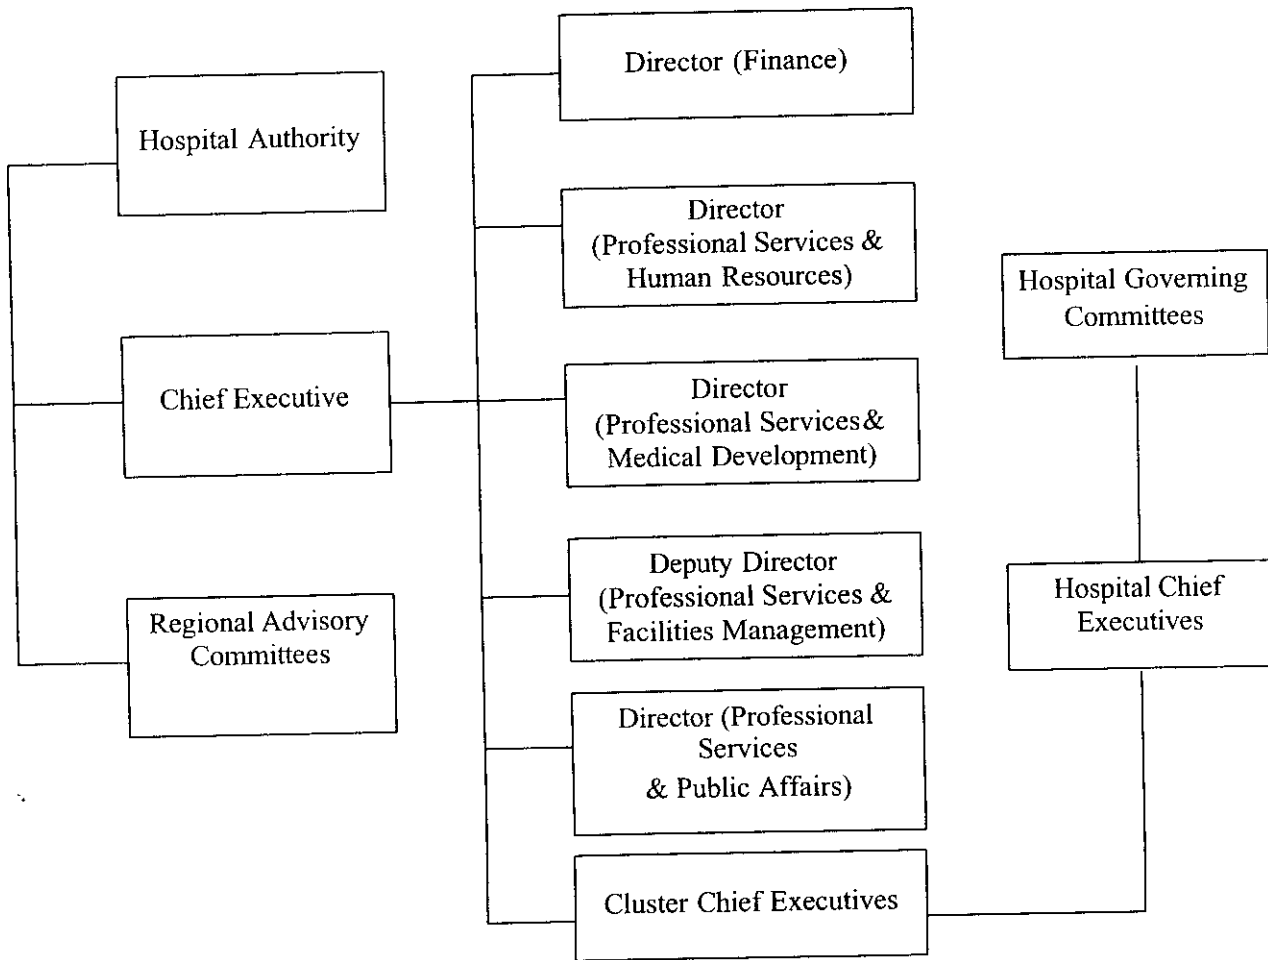 Hospital Authority
Chief Executive
Regional Advisory
Committees
Director (Finance)
Director
(Professional Services &
Human Resources)
Director
(Professional Services &
Medical Development)
Deputy Director
(Professional Services &
Facilities Management)
Director (Professional
Services
& Public Affairs)
Cluster Chief Executives
Hospital Governing
Committees
Hospital Chief
Executives